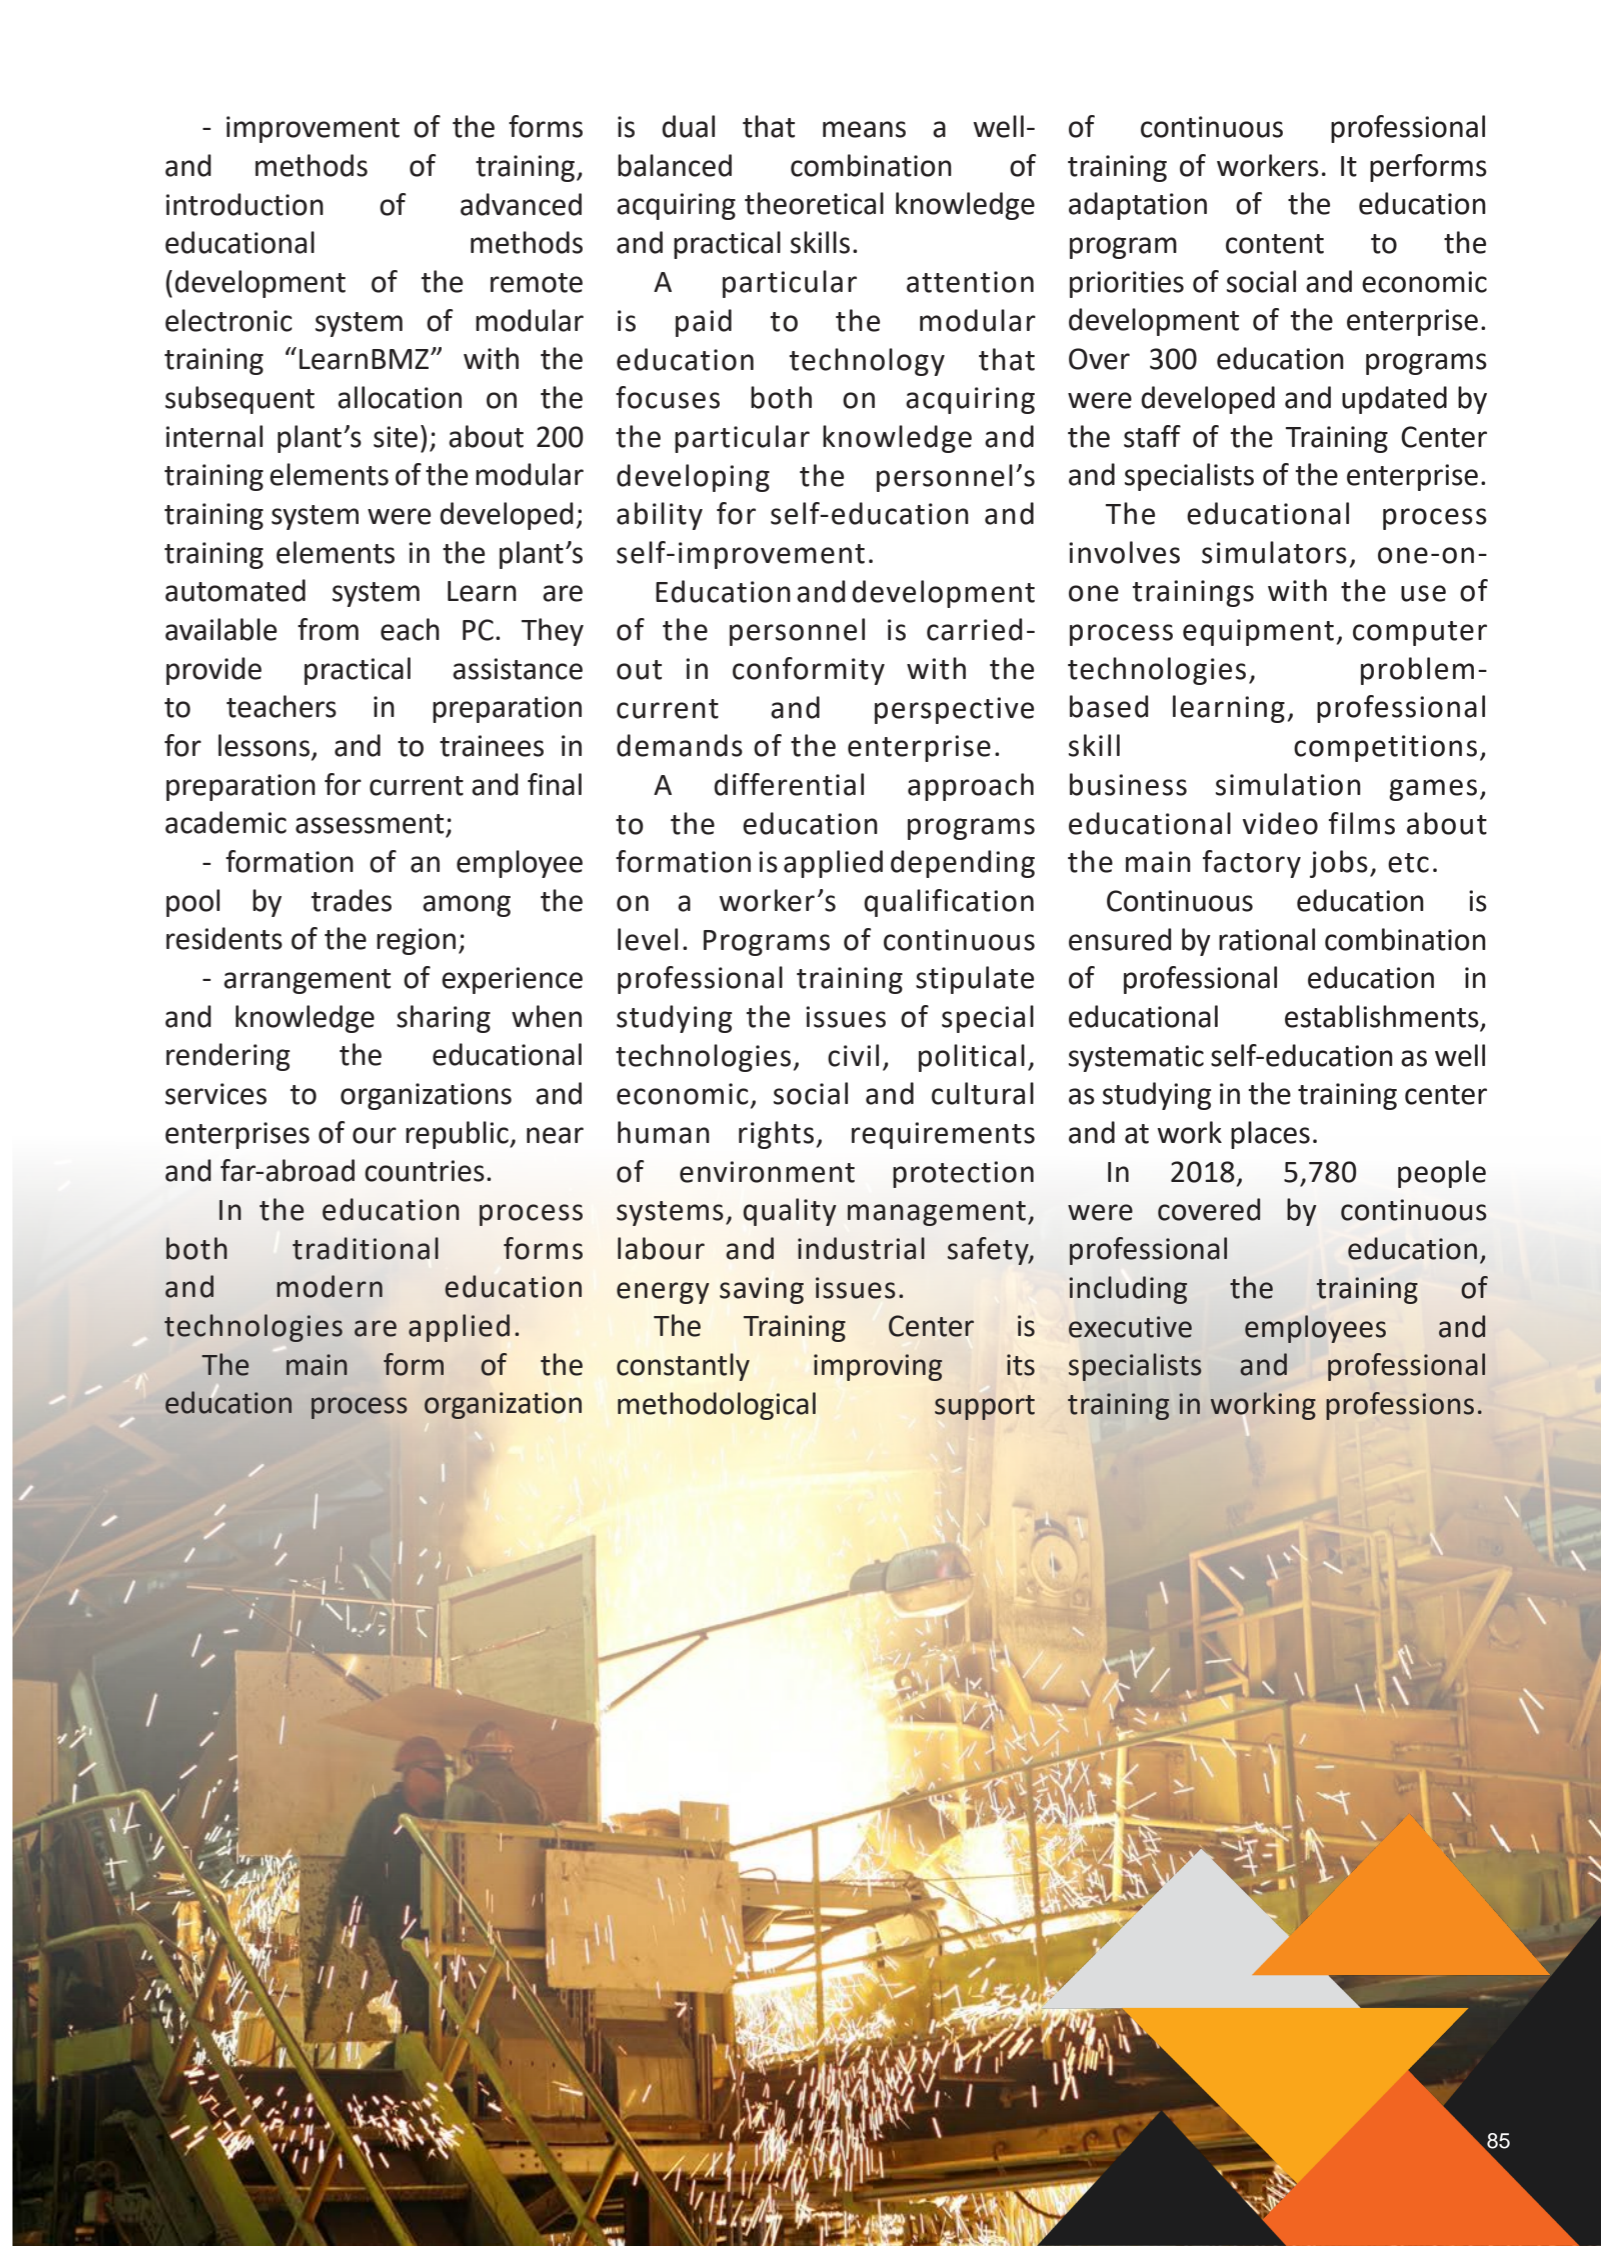 - improvement of the forms
and methods of training,
introduction of advanced
educational methods
(development of the remote
electronic system of modular
training “LearnBMZ” with the
subsequent allocation on the
internal plant’s site); about 200
training elements of the modular
training system were developed;
training elements in the plant’s
automated system Learn are
available from each PC. They
provide practical assistance
to teachers in preparation
for lessons, and to trainees in
preparation for current and final
academic assessment;
- formation of an employee
pool by trades among the
residents of the region;
- arrangement of experience
and knowledge sharing when
rendering the educational
services to organizations and
enterprises of our republic, near
and far-abroad countries.
In the education process
both traditional forms
and modern education
technologies are applied.
The main form of the
education process organization
is dual that means a well-
balanced combination of
acquiring theoretical knowledge
and practical skills.
A particular attention
is paid to the modular
education technology that
focuses both on acquiring
the particular knowledge and
developing the personnel’s
ability for self-education and
self-improvement.
Education and development
of the personnel is carried-
out in conformity with the
current and perspective
demands of the enterprise.
A differential approach
to the education programs
formation is applied depending
on a worker’s qualification
level. Programs of continuous
professional training stipulate
studying the issues of special
technologies, civil, political,
economic, social and cultural
human rights, requirements
of environment protection
systems, quality management,
labour and industrial safety,
energy saving issues.
The Training Center is
constantly improving its
methodological support
of continuous professional
training of workers. It performs
adaptation of the education
program content to the
priorities of social and economic
development of the enterprise.
Over 300 education programs
were developed and updated by
the staff of the Training Center
and specialists of the enterprise.
The educational process
involves simulators, one-on-
one trainings with the use of
process equipment, computer
technologies, problem-
based learning, professional
skill competitions,
business simulation games,
educational video films about
the main factory jobs, etc.
Continuous education is
ensured by rational combination
of professional education in
educational establishments,
systematic self-education as well
as studying in the training center
and at work places.
In 2018, 5,780 people
were covered by continuous
professional education,
including the training of
executive employees and
specialists and professional
training in working professions.
85